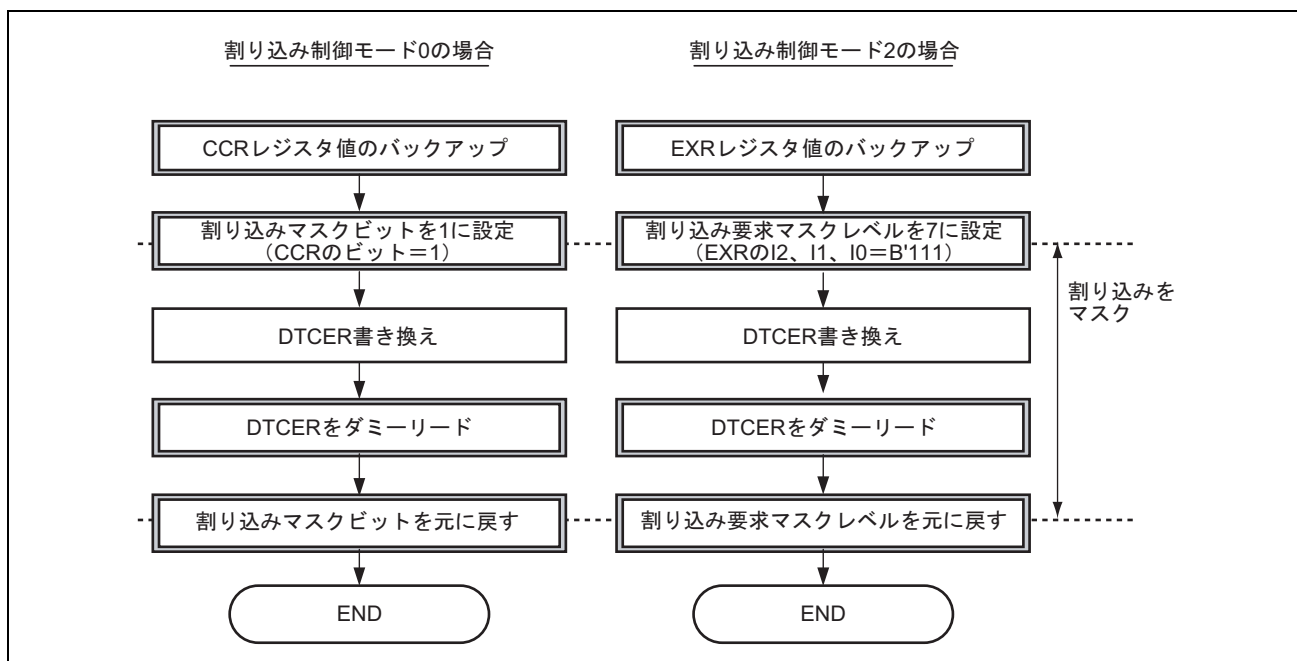 割り込み制御モード0の場合
CCRレジスタ値のバックアップ
割り込みマスクビットを1に設定
（CCRのビット＝1）
DTCER書き換え
DTCERをダミーリード
割り込みマスクビットを元に戻す
END
割り込み制御モード2の場合
EXRレジスタ値のバックアップ
割り込み要求マスクレベルを7に設定
（EXRのI2、I1、I0＝B'111）
DTCER書き換え
DTCERをダミーリード
割り込み要求マスクレベルを元に戻す
END
割り込みを
マスク